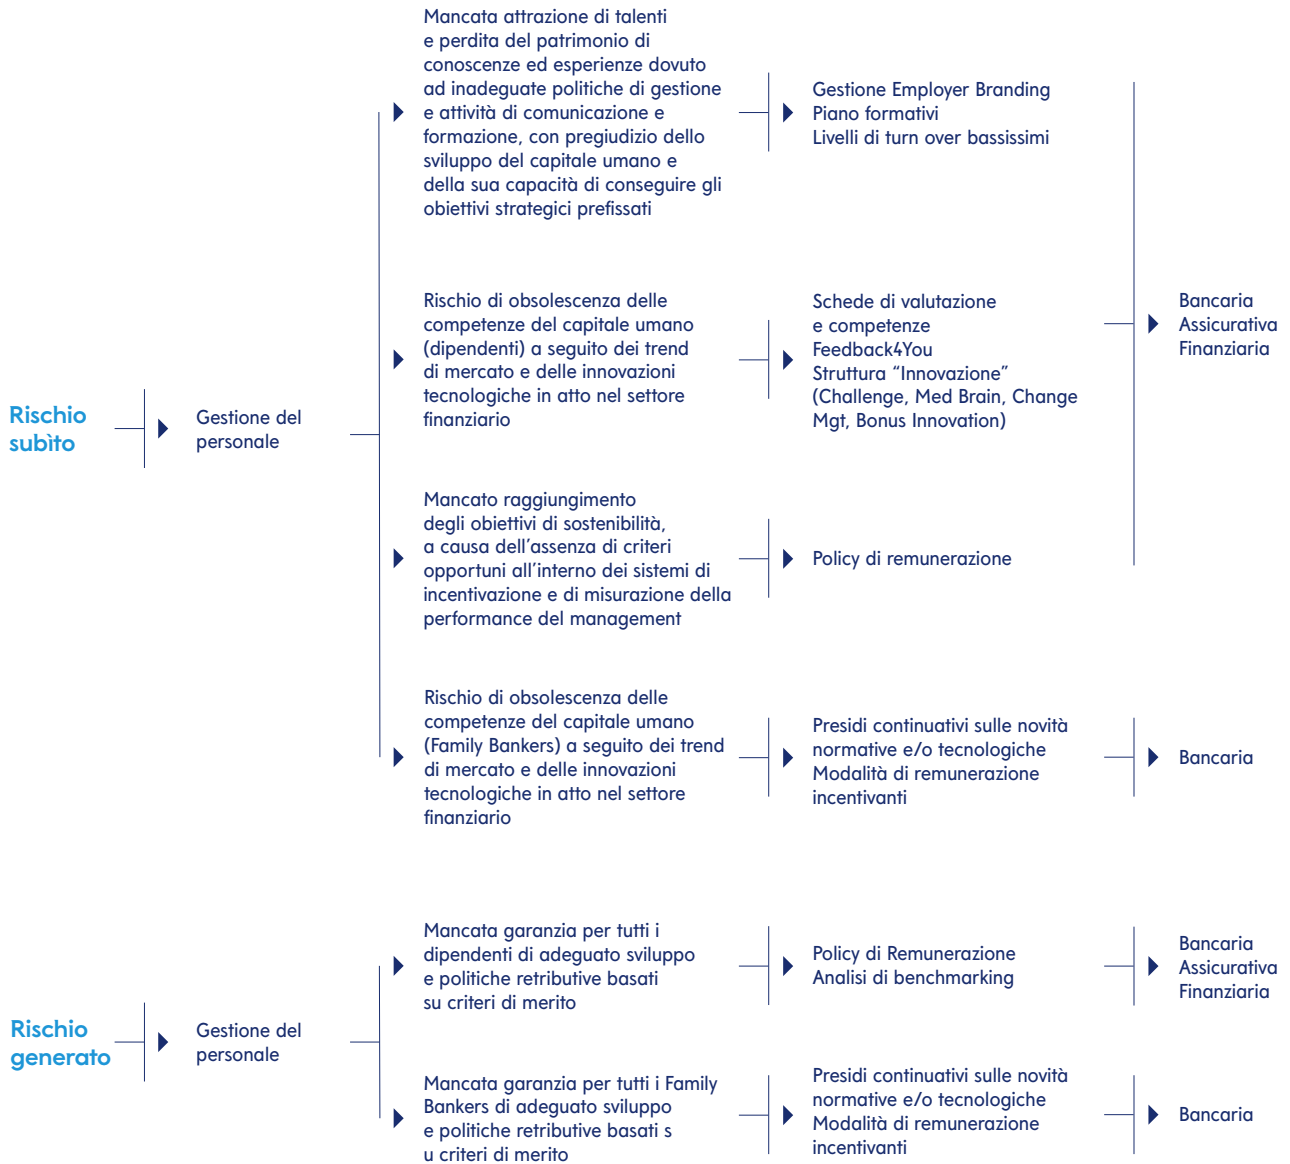 Rischio
subìto
Gestione del
personale
Mancata attrazione di talenti
e perdita del patrimonio di
conoscenze ed esperienze dovuto
ad inadeguate politiche di gestione
e attività di comunicazione e
formazione, con pregiudizio dello
sviluppo del capitale umano e
della sua capacità di conseguire gli
obiettivi strategici prefissati
Gestione Employer Branding
Piano formativi
Livelli di turn over bassissimi
Rischio di obsolescenza delle
competenze del capitale umano
(dipendenti) a seguito dei trend
di mercato e delle innovazioni
tecnologiche in atto nel settore
finanziario
Schede di valutazione
e competenze
Feedback4You
Struttura “Innovazione”
(Challenge, Med Brain, Change
Mgt, Bonus Innovation)
Mancato raggiungimento
degli obiettivi di sostenibilità,
a causa dell’assenza di criteri
opportuni all’interno dei sistemi di
incentivazione e di misurazione della
performance del management
Policy di remunerazione
Bancaria
Assicurativa
Finanziaria
Rischio di obsolescenza delle
competenze del capitale umano
(Family Bankers) a seguito dei trend
di mercato e delle innovazioni
tecnologiche in atto nel settore
finanziario
Presidi continuativi sulle novità
normative e/o tecnologiche
Modalità di remunerazione
incentivanti
Bancaria
Rischio
generato
Gestione del
personale
Mancata garanzia per tutti i
dipendenti di adeguato sviluppo
e politiche retributive basati
su criteri di merito
Policy di Remunerazione
Analisi di benchmarking
Bancaria
Assicurativa
Finanziaria
Mancata garanzia per tutti i Family
Bankers di adeguato sviluppo
e politiche retributive basati s
u criteri di merito
Presidi continuativi sulle novità
normative e/o tecnologiche
Modalità di remunerazione
incentivanti
Bancaria